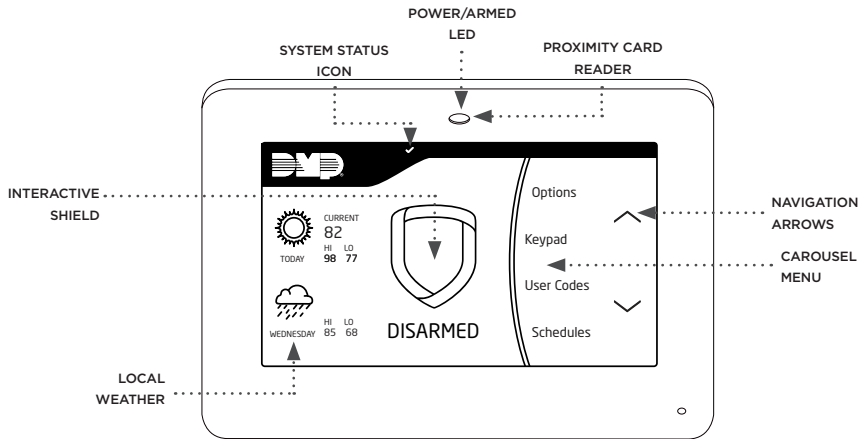 POWER/ARMED
LED
SYSTEM STATUS
ICON
PROXIMITY CARD
READER
INTERACTIVE
SHIELD
NAVIGATION
ARROWS
CAROUSEL
MENU
LOCAL
WEATHER
DMP
CURRENT
82
HI LO
98 77
TODAY
HI LO
85 68
WEDNESDAY
DISARMED
Options
Keypad
User Codes
Schedules